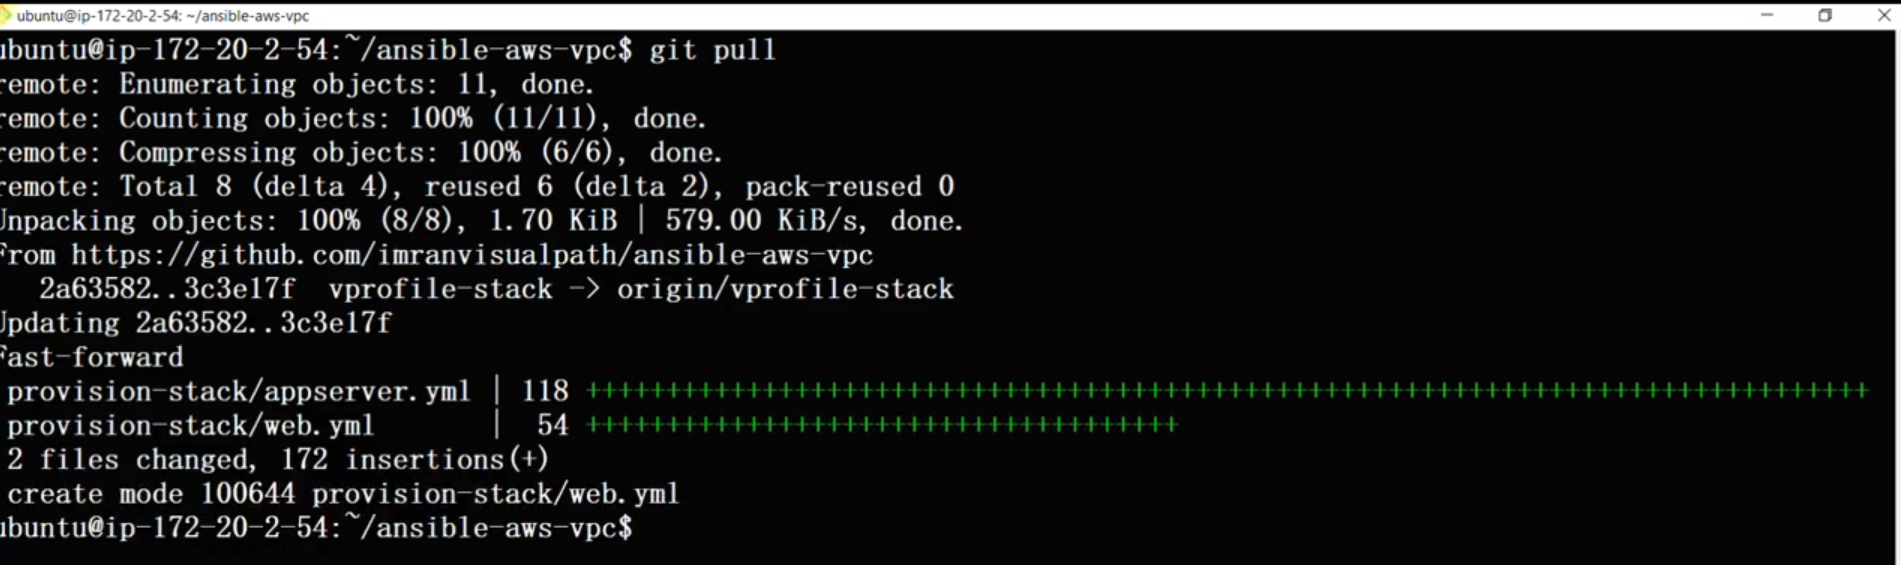 ubuntu@ip-172-20-2-54: ~/ansible-aws-vpc
ubuntu@ip-172-20-2-54:~/ansible-aws-vpc$ git pull
remote: Enumerating objects: 11, done.
remote: Counting objects: 100% (11/11), done.
remote: Compressing objects: 100% (6/6), done.
remote: Total 8 (delta 4), reused 6 (delta 2), pack-reused 0
Unpacking objects: 100% (8/8), 1.70 KiB | 579.00 KiB/s, done.
From https://github.com/imranvisualpath/ansible-aws-vpc
   2a63582..3c3e17f  vprofile-stack -> origin/vprofile-stack
Updating 2a63582..3c3e17f
Fast-forward
 provision-stack/appserver.yml | 118 ++++++++++++++++++++++++++++++++++++++++++++++++++++++++++++++++++++++++++++++++
 provision-stack/web.yml       |  54 +++++++++++++++++++++++++++++++++++++
 2 files changed, 172 insertions(+)
 create mode 100644 provision-stack/web.yml
ubuntu@ip-172-20-2-54:~/ansible-aws-vpc$